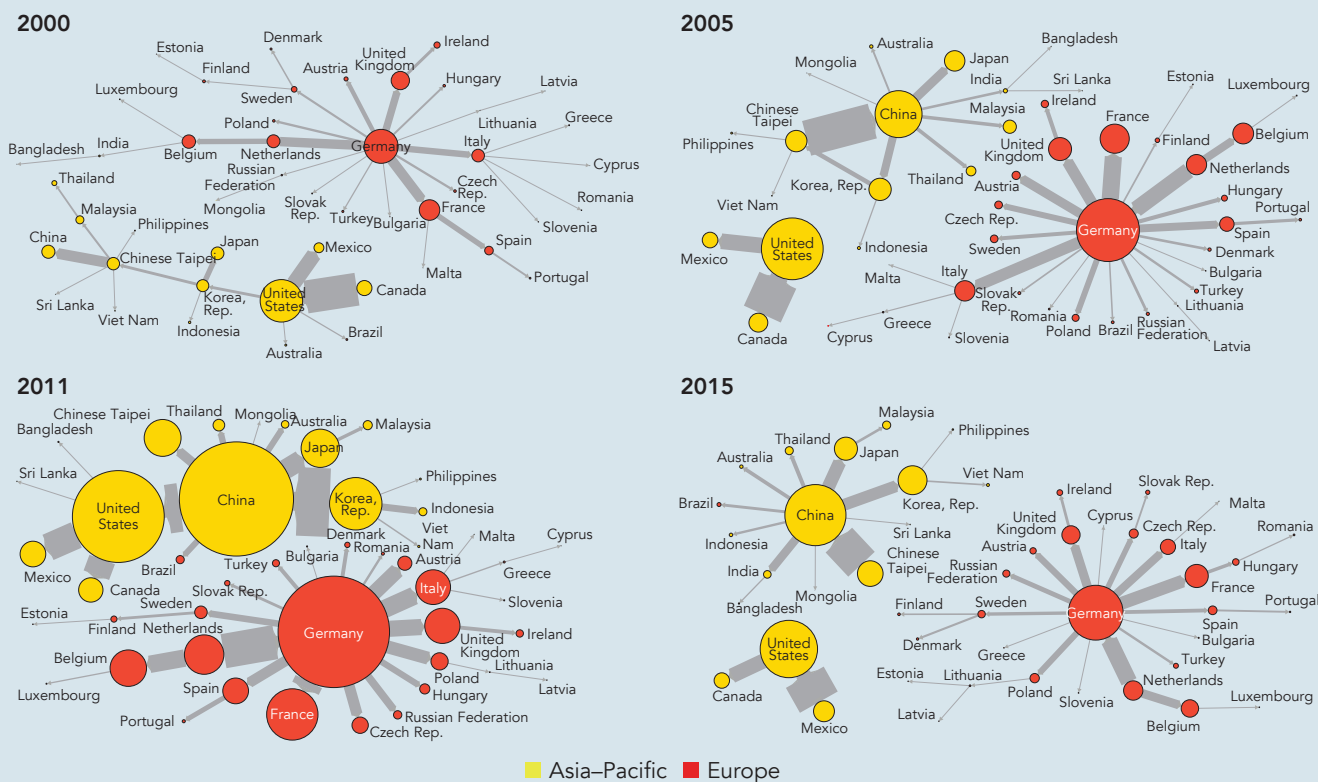 2000
Denmark
Estonia
Ireland
United
Kingdom
Austria
Finland
Hungary
Latvia
Luxembourg
Sweden
Poland
Lithuania
Greece
Germany
Italy
India
Belgium
Netherlands
Bangladesh
Russian
Federation
Cyprus
Thailand
Czech
Rep.
Romania
Slovak
Rep.
Mongolia
France
Malaysia
Turkey
Bulgaria
Slovenia
Philippines
China
Japan
Mexico
Spain
Chinese Taipei
Malta
Portugal
United
States
Canada
Korea,
Rep.
Sri Lanka
Viet Nam
Indonesia
Brazil
Australia
2005
Australia
Bangladesh
Japan
Mongolia
India
Sri Lanka
Estonia
Luxembourg
Chinese
Taipei
China
Malaysia
Ireland
France
Philippines
United
Kingdom
Finland
Belgium
Netherlands
Thailand
Austria
Korea, Rep.
Hungary
Viet Nam
Czech Rep.
Portugal
Germany
Spain
United
States
Indonesia
Sweden
Denmark
Mexico
Malta
Italy
Bulgaria
Slovak
Rep.
Turkey
Lithuania
Romania
Greece
Poland
Brazil
Russian
Federation
Canada
Cyprus
Slovenia
Latvia
2011
Chinese Taipei
Thailand
Mongolia
Australia
Malaysia
Bangladesh
Japan
Sri Lanka
Philippines
United
States
China
Korea,
Rep.
Indonesia
Viet
Nam
Denmark
Malta
Cyprus
Bulgaria
Romania
Mexico
Brazil
Turkey
Austria
Canada
Slovak Rep.
Italy
Greece
Estonia
Sweden
Slovenia
Finland
Netherlands
Germany
United
Kingdom
Ireland
Belgium
Lithuania
Poland
Spain
Latvia
Luxembourg
Hungary
France
Portugal
Russian Federation
Czech Rep.
2015
Malaysia
Thailand
Philippines
Australia
Japan
Viet Nam
Korea, Rep.
Slovak Rep.
Brazil
Ireland
China
Malta
United
Kingdom
Cyprus
Czech Rep.
Romania
Sri Lanka
Indonesia
Chinese
Taipei
Austria
Italy
Hungary
India
Russian
Federation
France
Mongolia
Bangladesh
Finland
Sweden
Germany
Portugal
Spain
United
States
Denmark
Bulgaria
Greece
Turkey
Estonia
Lithuania
Netherlands
Canada
Poland
Slovenia
Luxembourg
Latvia
Belgium
Mexico
Asia–Pacific
Europe